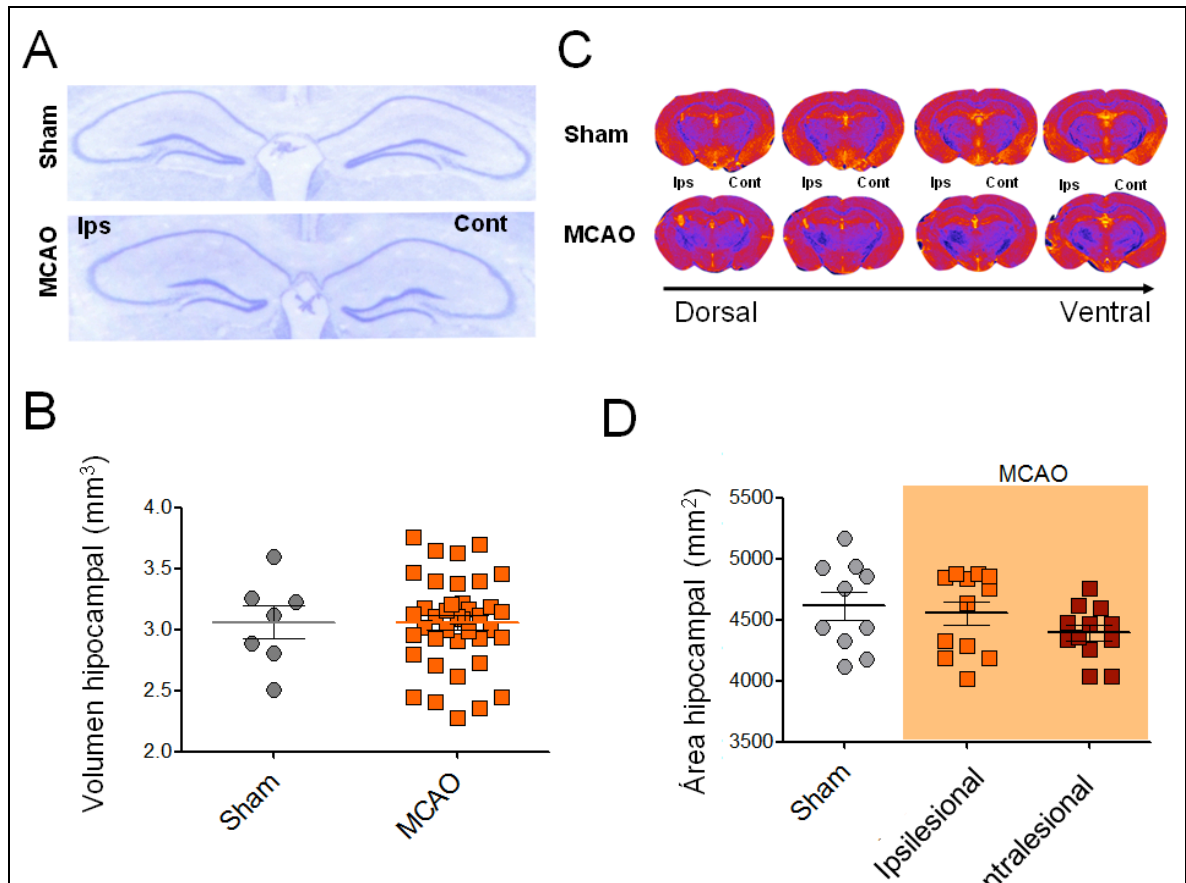 A
Sham
MCAO
Ips
Cont
C
Sham
Ips Cont Ips Cont Ips Cont Ips Cont
MCAO
Dorsal
Ventral
B
Volumen hipocampal (mm3)
4.0
3.5
3.0
2.5
2.0
Sham
MCAO
D
MCAO
Área hipocampal (mm2)
5500
5000
4500
4000
3500
Sham
Ipsilesional
ntralesional